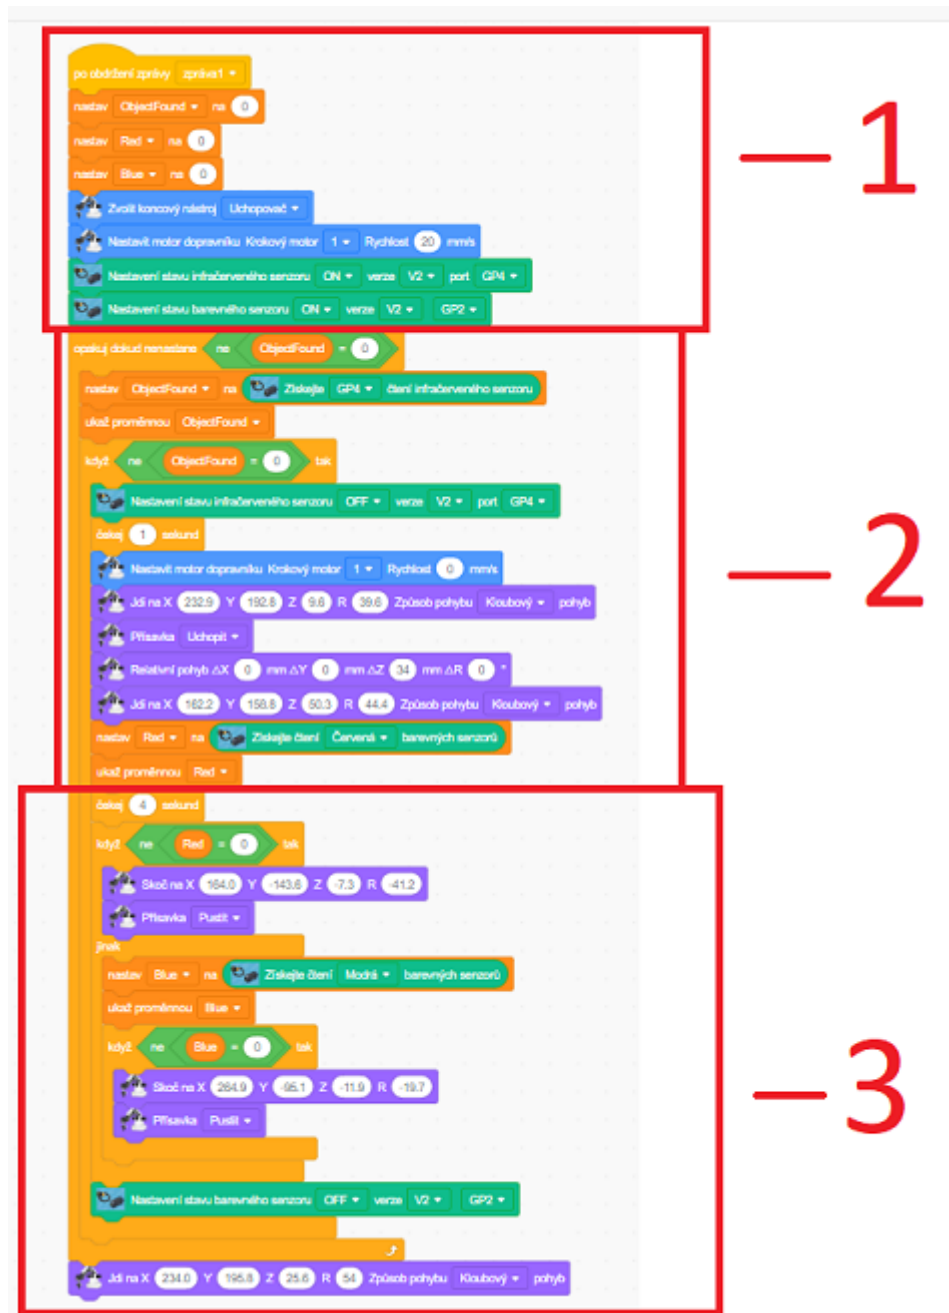 po obdržení zprávy zpráva1
nastav ObjectFound na 0
nastav Red na 0
nastav Blue na 0
Zvolit koncový nástroj Uchopovač
Nastavit motor dopravníku Krokový motor 1 Rychlost 20 mm/s
Nastavení stavu infračerveného senzoru ON verze V2 port GP4
Nastavení stavu barevného senzoru ON verze V2 GP2
— 1
opakuj dokud nenastane ne ObjectFound = 0
nastav ObjectFound na Získejte GP4 čtení infračerveného senzoru
ukaž proměnnou ObjectFound
když ne ObjectFound = 0 tak
Nastavení stavu infračerveného senzoru OFF verze V2 port GP4
čekej 1 sekund
Nastavit motor dopravníku Krokový motor 1 Rychlost 0 mm/s
Jdi na X 232.9 Y 192.8 Z 9.6 R 39.6 Způsob pohybu Kloubový pohyb
Přísavka Uchopit
Relativní pohyb ΔX 0 mm ΔY 0 mm ΔZ 34 mm ΔR 0 °
Jdi na X 162.2 Y 158.8 Z 50.3 R 44.4 Způsob pohybu Kloubový pohyb
nastav Red na Získejte čtení Červená barevných senzorů
ukaž proměnnou Red
— 2
čekej 4 sekund
když ne Red = 0 tak
Skoč na X 164.0 Y -143.6 Z -7.3 R -41.2
Přísavka Pustit
jinak
nastav Blue na Získejte čtení Modrá barevných senzorů
ukaž proměnnou Blue
když ne Blue = 0 tak
Skoč na X 264.9 Y -95.1 Z -11.9 R -19.7
Přísavka Pustit
Nastavení stavu barevného senzoru OFF verze V2 GP2
Jdi na X 234.0 Y 195.8 Z 25.6 R 54 Způsob pohybu Kloubový pohyb
— 3